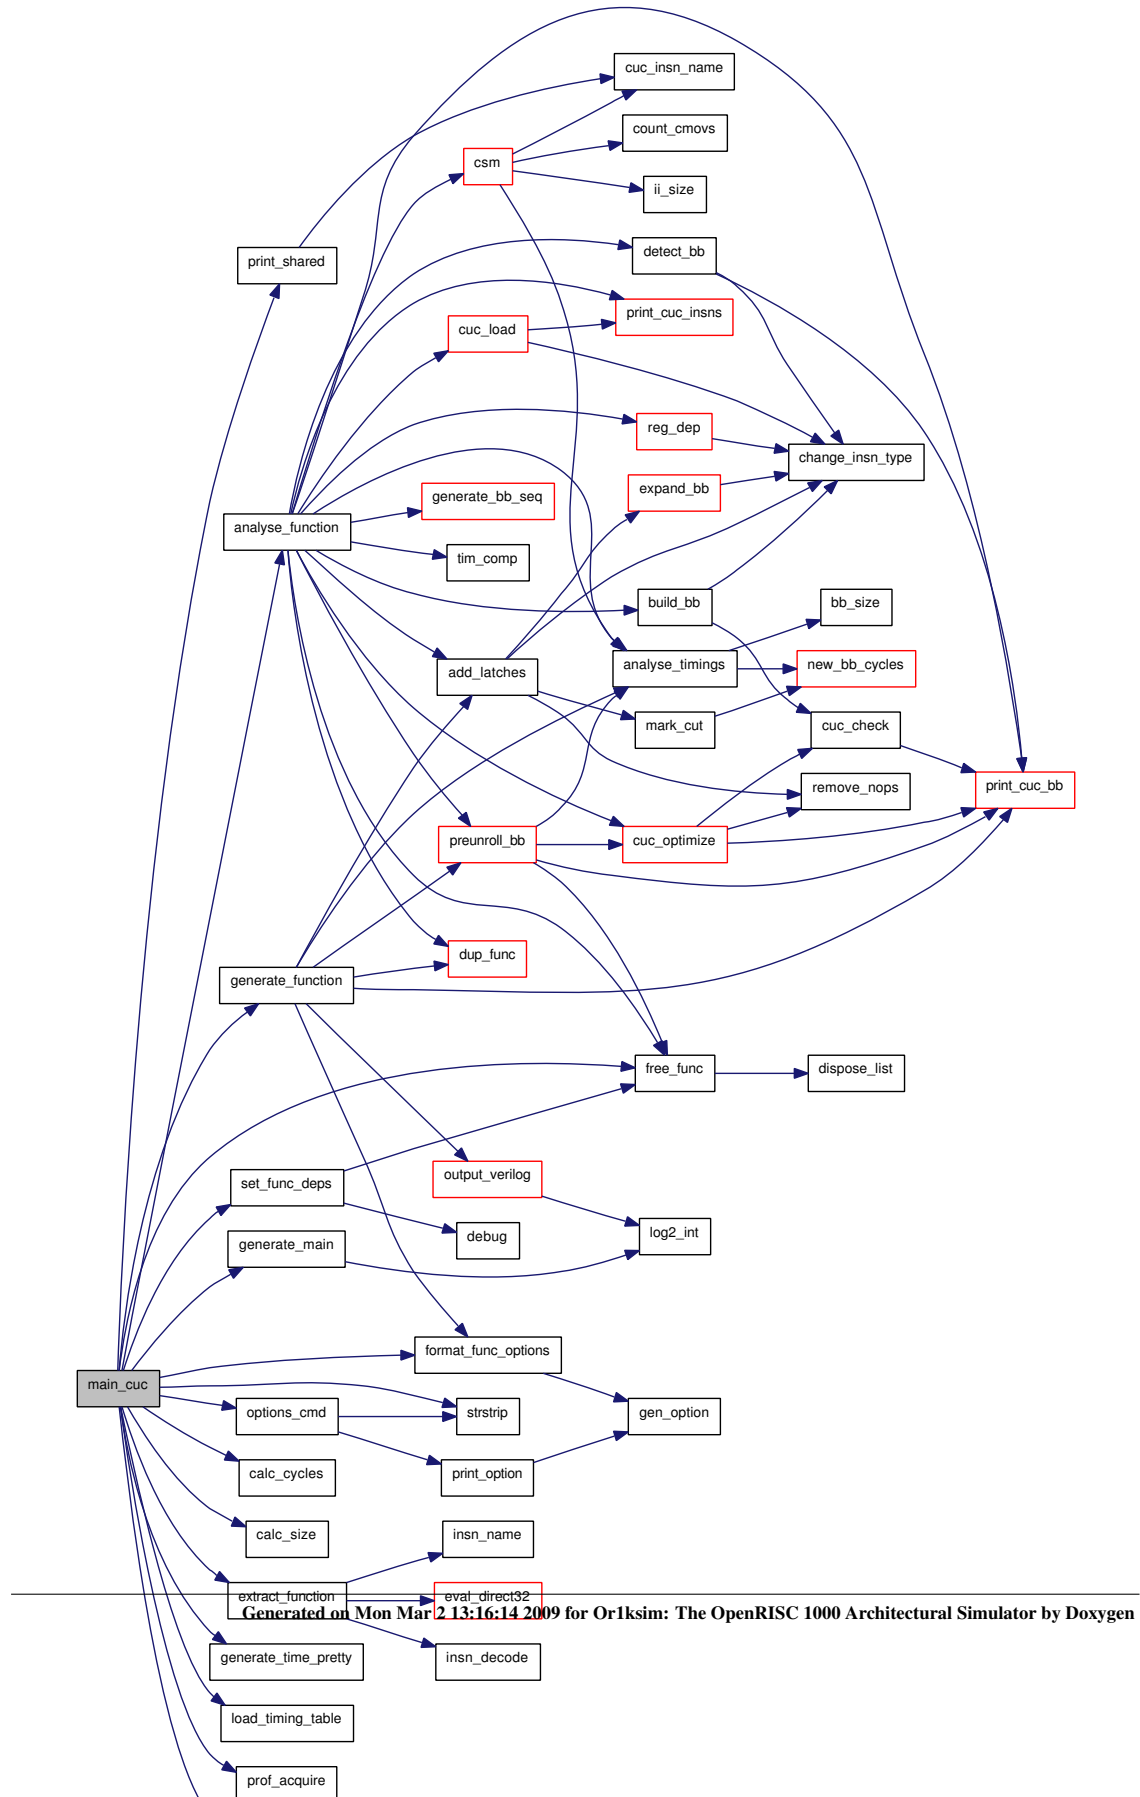 cuc_insn_name
count_cmovs
csm
ii_size
detect_bb
print_shared
print_cuc_insns
cuc_load
reg_dep
change_insn_type
expand_bb
generate_bb_seq
analyse_function
tim_comp
build_bb
bb_size
analyse_timings
new_bb_cycles
add_latches
mark_cut
cuc_check
print_cuc_bb
remove_nops
preunroll_bb
cuc_optimize
dup_func
generate_function
free_func
dispose_list
output_verilog
set_func_deps
log2_int
debug
generate_main
format_func_options
main_cuc
options_cmd
strstrip
gen_option
calc_cycles
print_option
calc_size
insn_name
extract_function
eval_direct32
Generated on Mon Mar 2 13:16:14 2009 for Or1ksim: The OpenRISC 1000 Architectural Simulator by Doxygen
generate_time_pretty
insn_decode
load_timing_table
prof_acquire